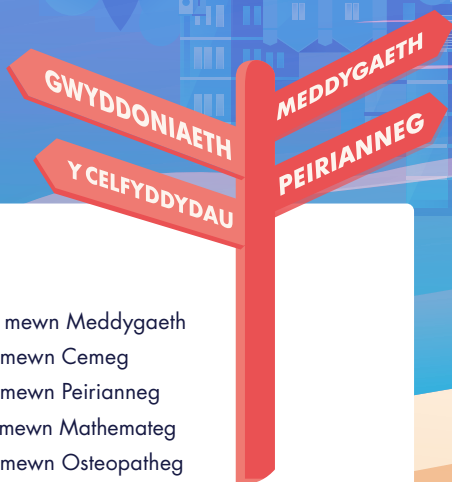 GWYDDONIAETH
MEDDYGAETH
Y CELFYDDYDAU
PEIRIANNEG
mewn Meddygaeth
mewn Cemeg
mewn Peirianneg
mewn Mathemateg
mewn Osteopatheg